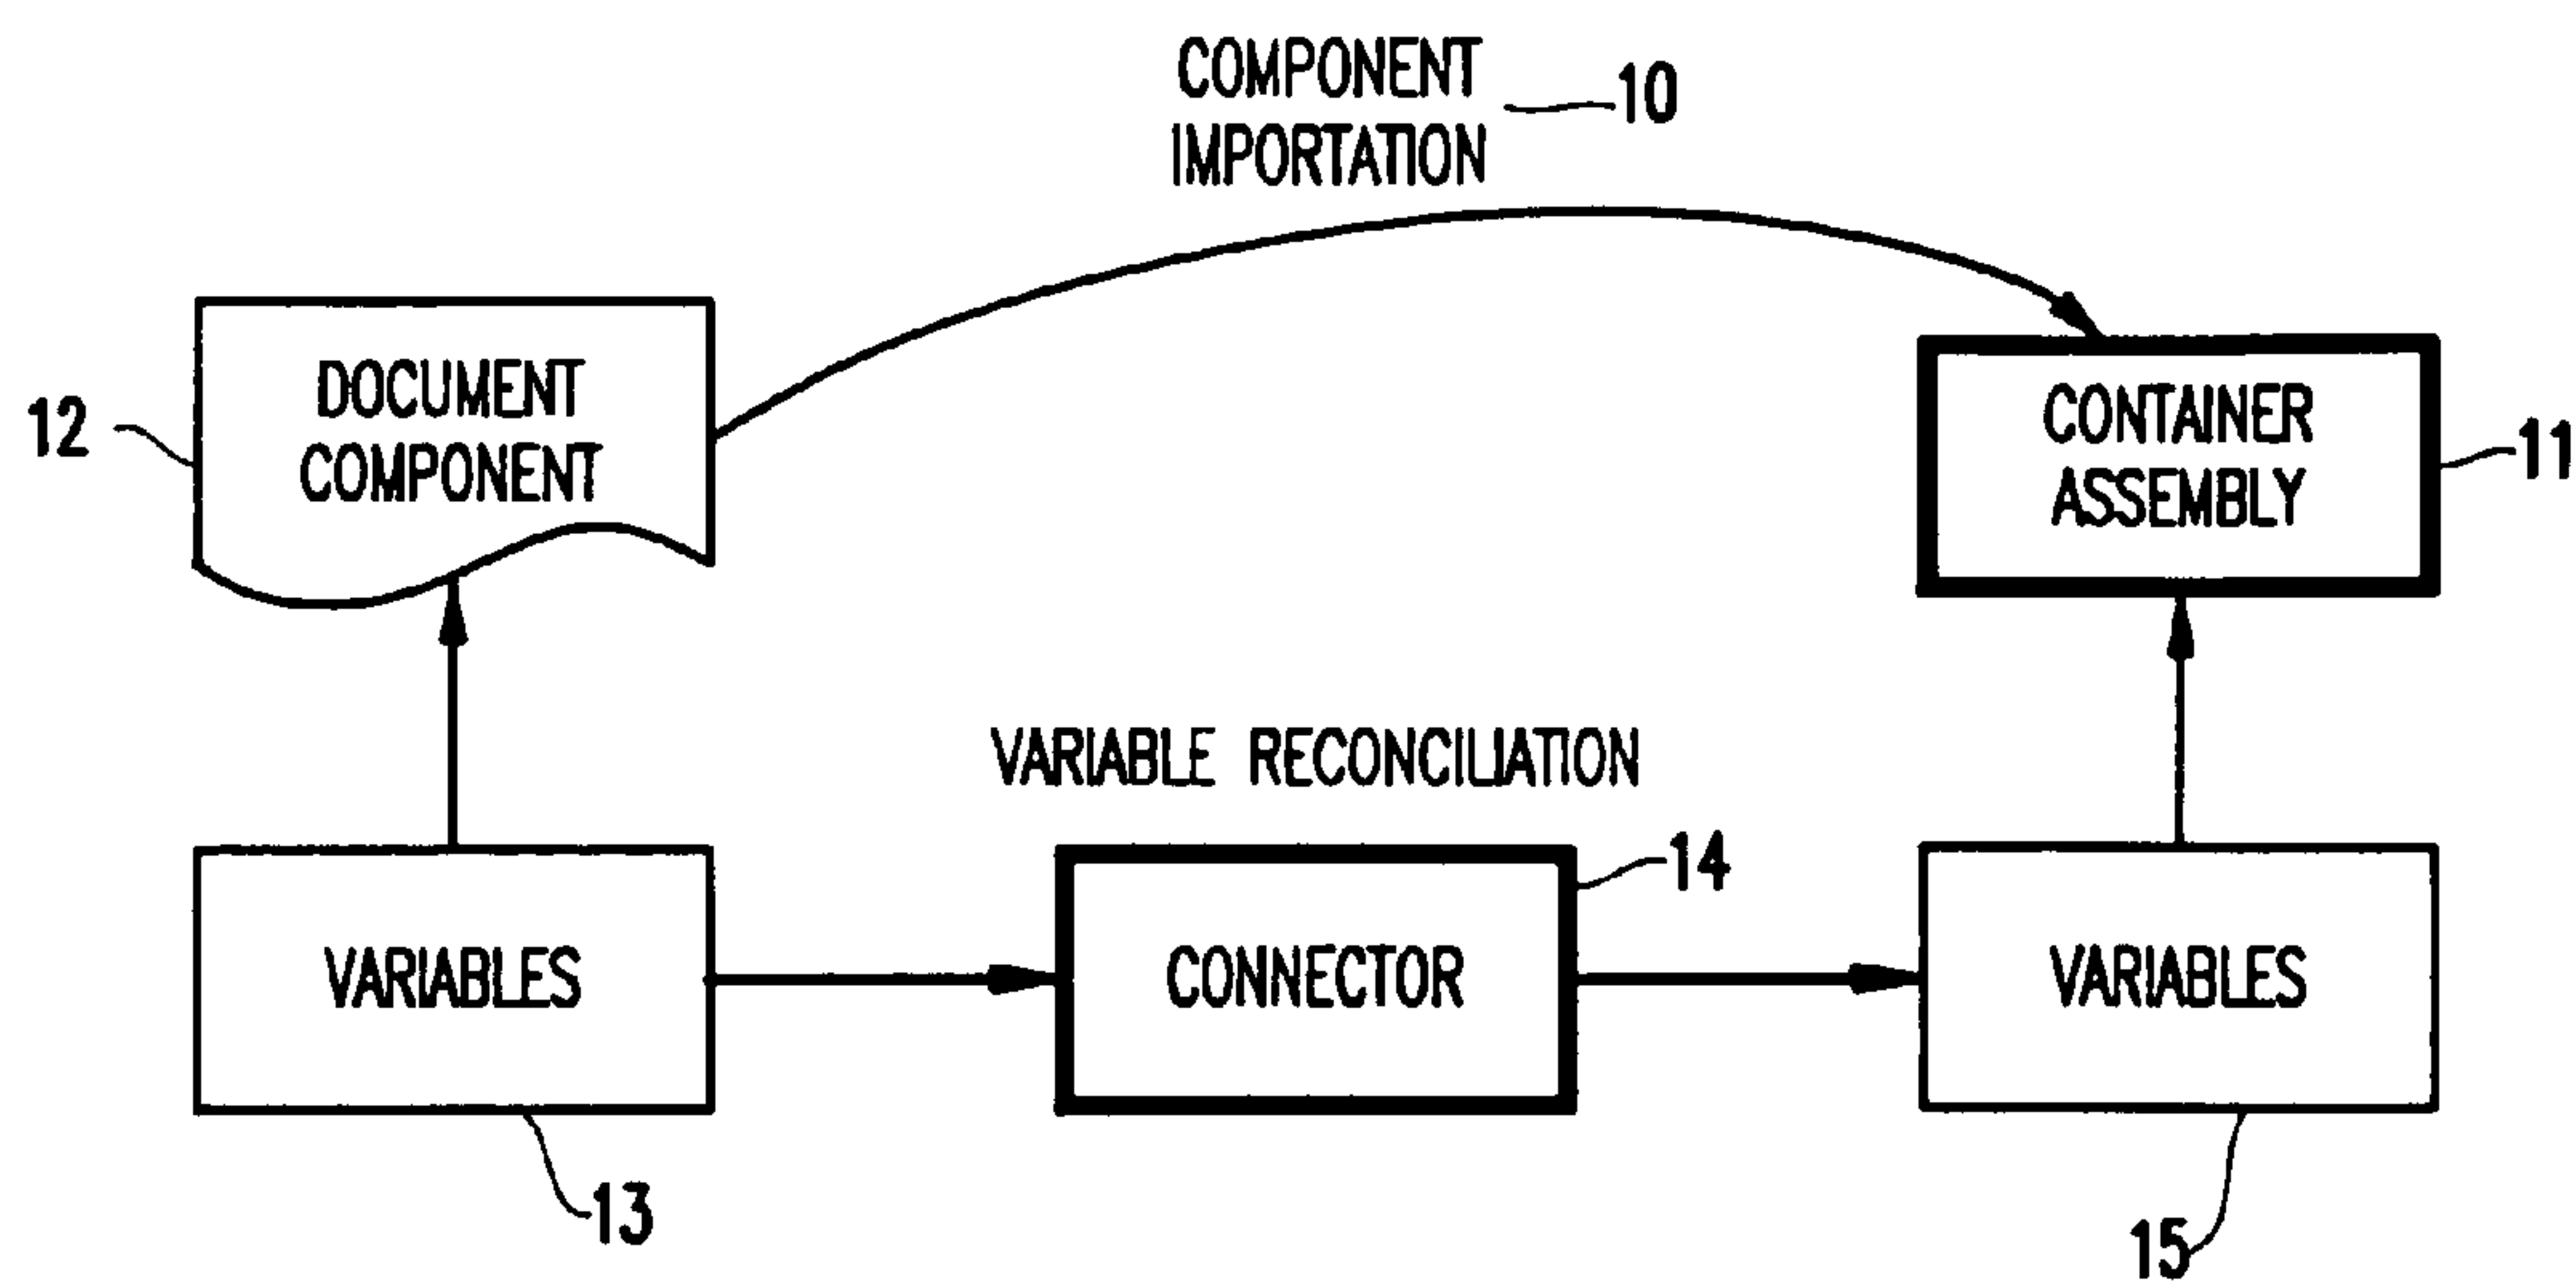 COMPONENT
IMPORTATION
10
DOCUMENT
COMPONENT
12
CONTAINER
ASSEMBLY
11
VARIABLE RECONCILIATION
14
VARIABLES
CONNECTOR
VARIABLES
13
15